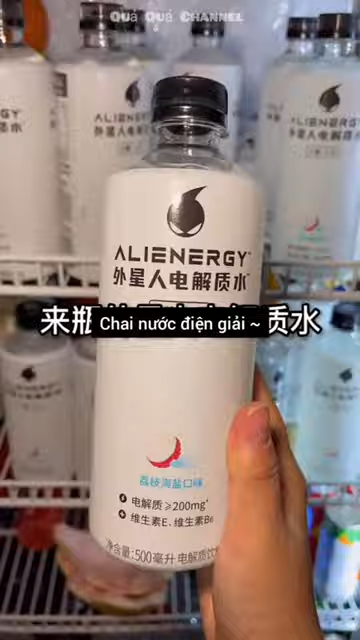 Quá Quá Channel
ALIENERGY
外星人电解质水
ALIENERGY
外星人电解质水
ALIENERGY
外星人电解质水
来瓶
质水
Chai nước điện giải ~
荔枝海盐口味
电解质≥200mg*
维生素E、维生素B6
净含量:500毫升 电解质饮